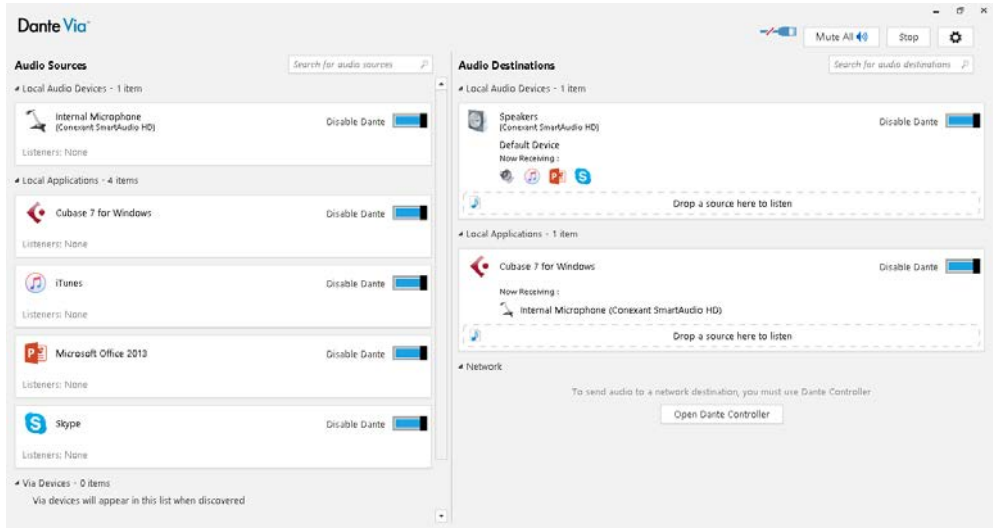 Dante Via™
Mute All
Stop
Audio Sources
Search for audio sources
Local Audio Devices - 1 item
Internal Microphone
(Conexant SmartAudio HD)
Disable Dante
Listeners: None
Local Applications - 4 items
Cubase 7 for Windows
Disable Dante
Listeners: None
iTunes
Disable Dante
Listeners: None
Microsoft Office 2013
Disable Dante
Listeners: None
Skype
Disable Dante
Listeners: None
Via Devices - 0 items
Via devices will appear in this list when discovered
Audio Destinations
Search for audio destinations
Local Audio Devices - 1 item
Speakers
(Conexant SmartAudio HD)
Disable Dante
Default Device
Now Receiving :
Drop a source here to listen
Local Applications - 1 item
Cubase 7 for Windows
Disable Dante
Now Receiving :
Internal Microphone (Conexant SmartAudio HD)
Drop a source here to listen
Network
To send audio to a network destination, you must use Dante Controller
Open Dante Controller